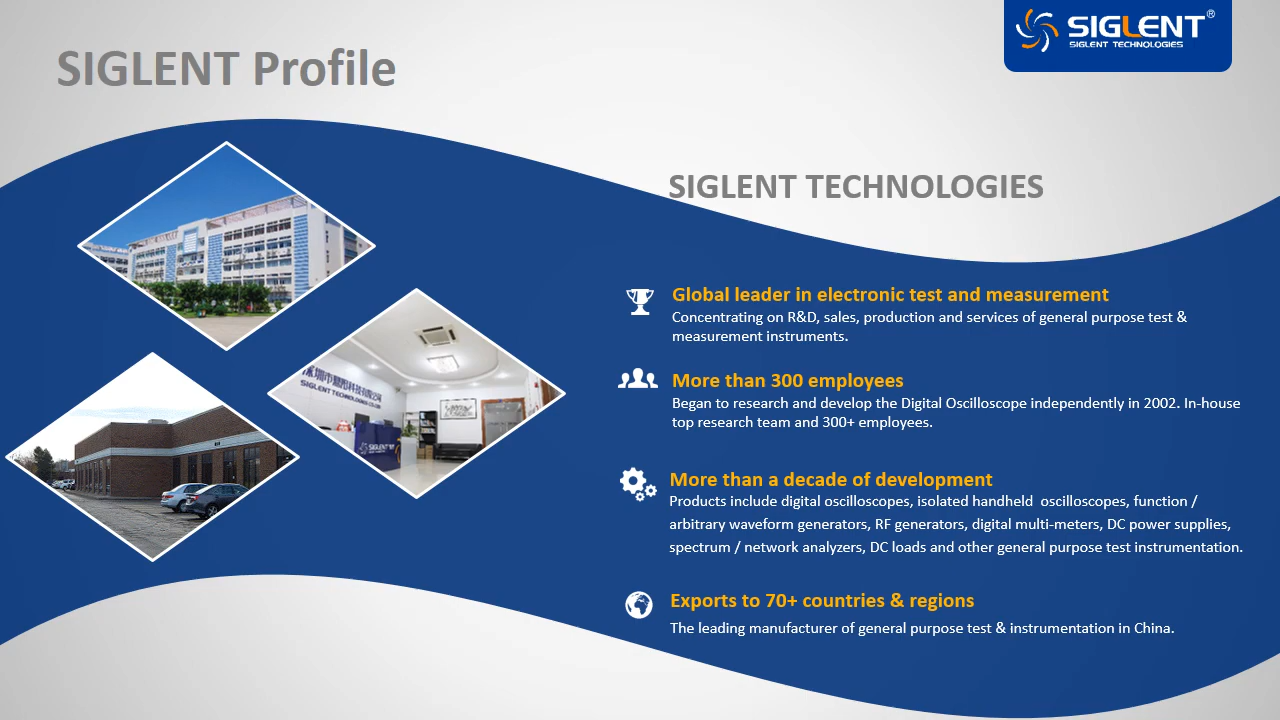 SIGLENT Profile
SIGLENT®
SIGLENT TECHNOLOGIES
SIGLENT TECHNOLOGIES
Global leader in electronic test and measurement
Concentrating on R&D, sales, production and services of general purpose test &
measurement instruments.
More than 300 employees
Began to research and develop the Digital Oscilloscope independently in 2002. In-house
top research team and 300+ employees.
More than a decade of development
Products include digital oscilloscopes, isolated handheld  oscilloscopes, function /
arbitrary waveform generators, RF generators, digital multi-meters, DC power supplies,
spectrum / network analyzers, DC loads and other general purpose test instrumentation.
Exports to 70+ countries & regions
The leading manufacturer of general purpose test & instrumentation in China.
SIGLENT TECHNOLOGIES CO.,LTD
SIGLENT